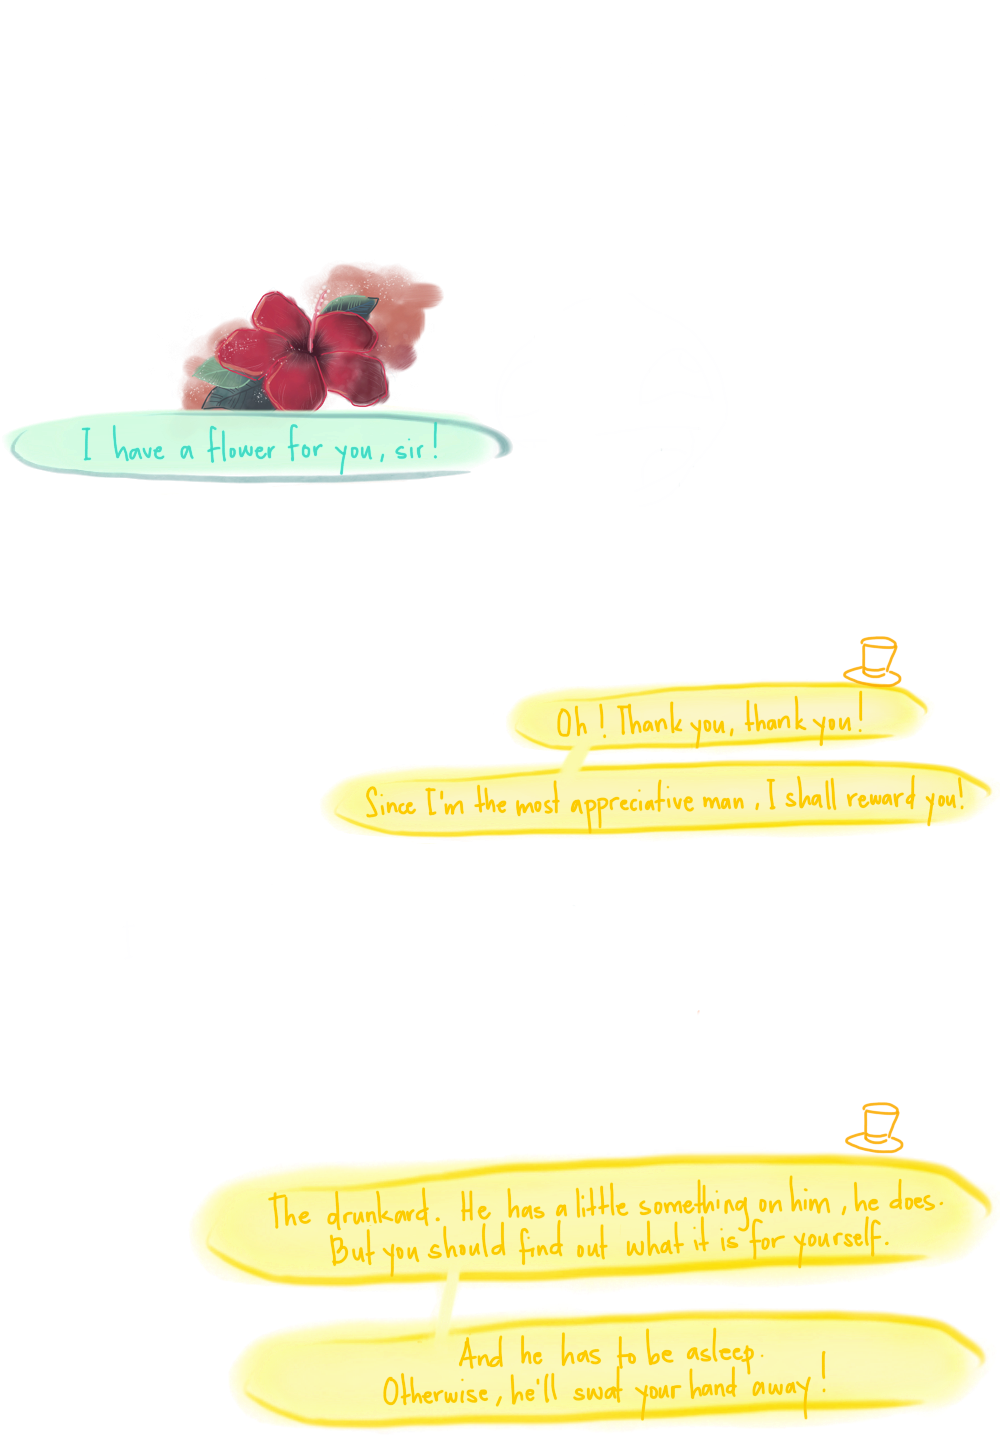 I have a flower for you, sir!
Oh! Thank you, thank you!
Since I'm the most appreciative man, I shall reward you!
The drunkard. He has a little something on him, he does.
But you should find out what it is for yourself.
And he has to be asleep.
Otherwise, he'll swat your hand away!